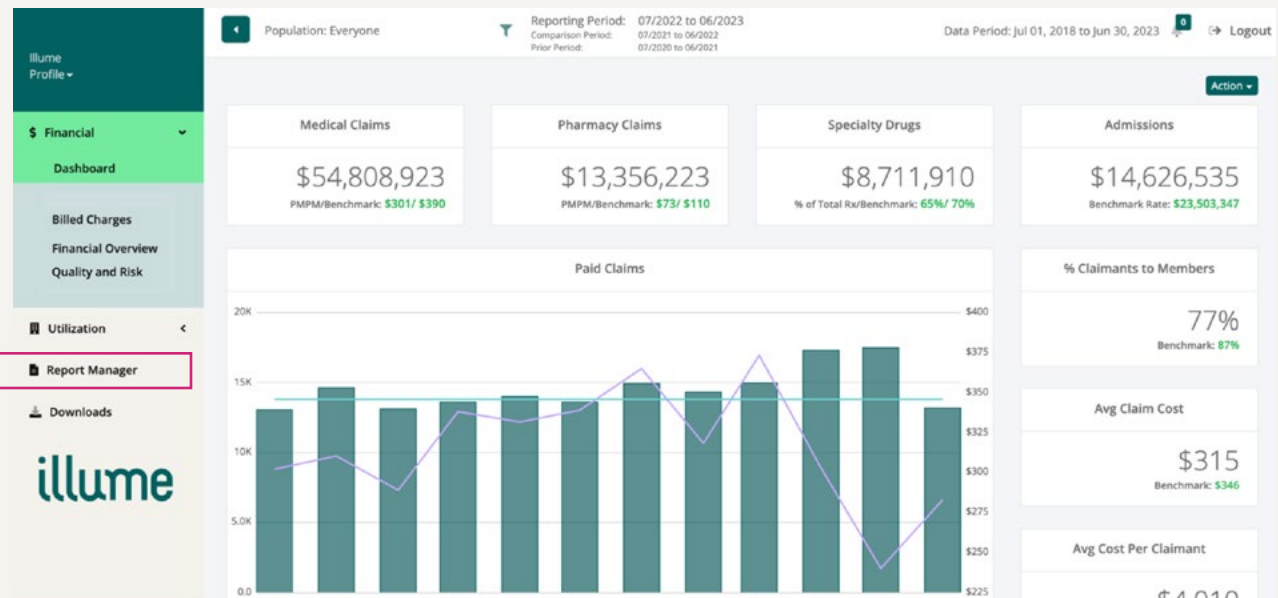 Illume
Profile
$ Financial
Dashboard
Billed Charges
Financial Overview
Quality and Risk
Utilization
Report Manager
Downloads
illume
Population: Everyone
Reporting Period: 07/2022 to 06/2023
Comparison Period: 07/2021 to 06/2022
Prior Period: 07/2020 to 06/2021
Data Period: Jul 01, 2018 to Jun 30, 2023
0
Logout
Action
Medical Claims
$54,808,923
PMPM/Benchmark: $301/ $390
Pharmacy Claims
$13,356,223
PMPM/Benchmark: $73/ $110
Specialty Drugs
$8,711,910
% of Total Rx/Benchmark: 65%/ 70%
Admissions
$14,626,535
Benchmark Rate: $23,503,347
Paid Claims
20K
15K
10K
5.0K
0.0
$400
$375
$350
$325
$300
$275
$250
$225
% Claimants to Members
77%
Benchmark: 87%
Avg Claim Cost
$315
Benchmark: $346
Avg Cost Per Claimant